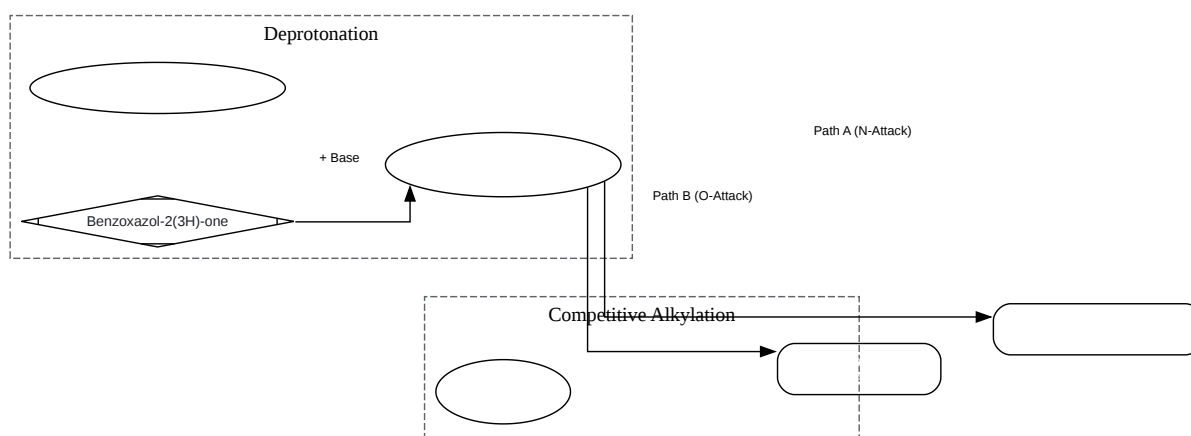 Deprotonation
Path A (N-Attack)
+ Base
Path B (O-Attack)
Benzoxazol-2(3H)-one
Competitive Alkylation